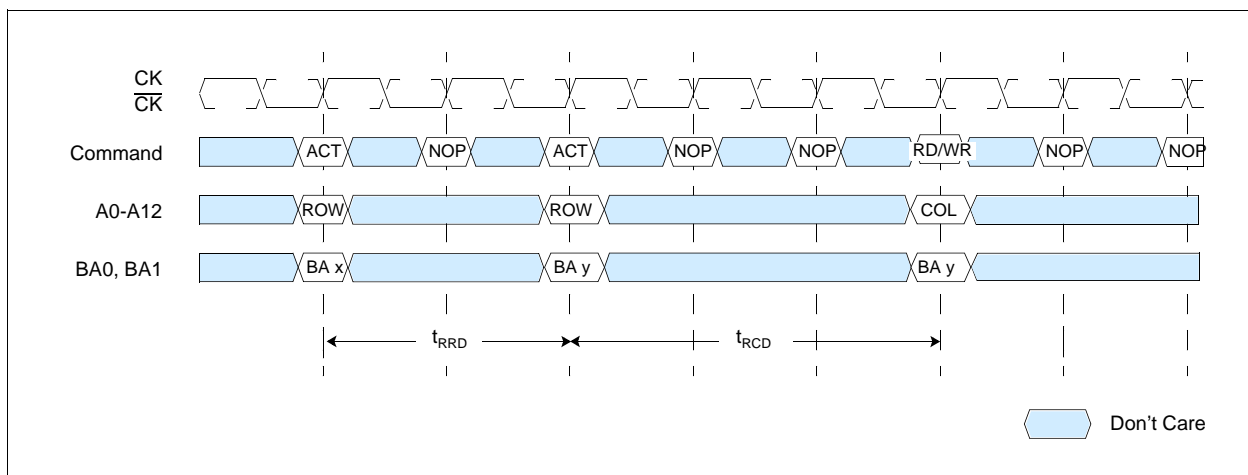 CK
CK
Command ACT NOP ACT NOP NOP RD/WR NOP NOP
A0-A12 ROW ROW COL
BA0, BA1 BA x BA y BA y
tRRD tRCD
Don't Care